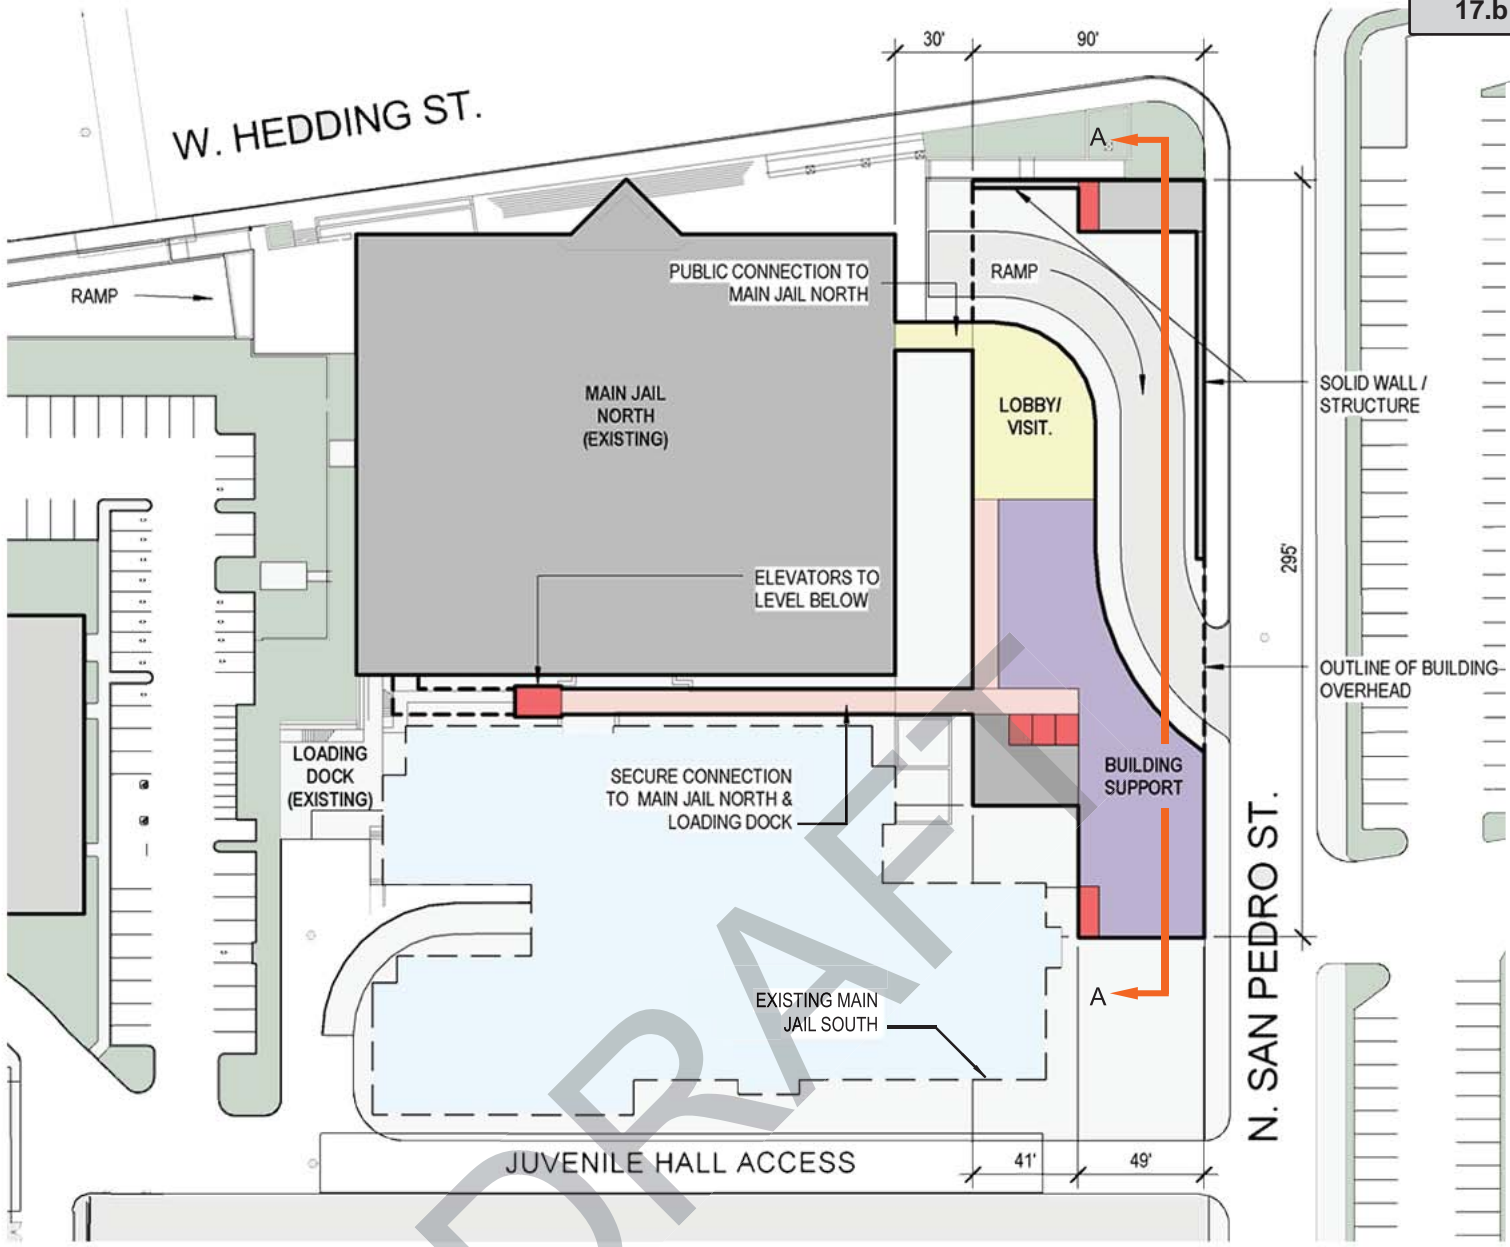 17.b
30'
90'
W. HEDDING ST.
A
RAMP
PUBLIC CONNECTION TO
MAIN JAIL NORTH
RAMP
MAIN JAIL
NORTH
(EXISTING)
LOBBY/
VISIT.
SOLID WALL /
STRUCTURE
295'
ELEVATORS TO
LEVEL BELOW
OUTLINE OF BUILDING
OVERHEAD
LOADING
DOCK
(EXISTING)
SECURE CONNECTION
TO MAIN JAIL NORTH &
LOADING DOCK
BUILDING
SUPPORT
N. SAN PEDRO ST.
A
EXISTING MAIN
JAIL SOUTH
JUVENILE HALL ACCESS
41'
49'
DRAFT